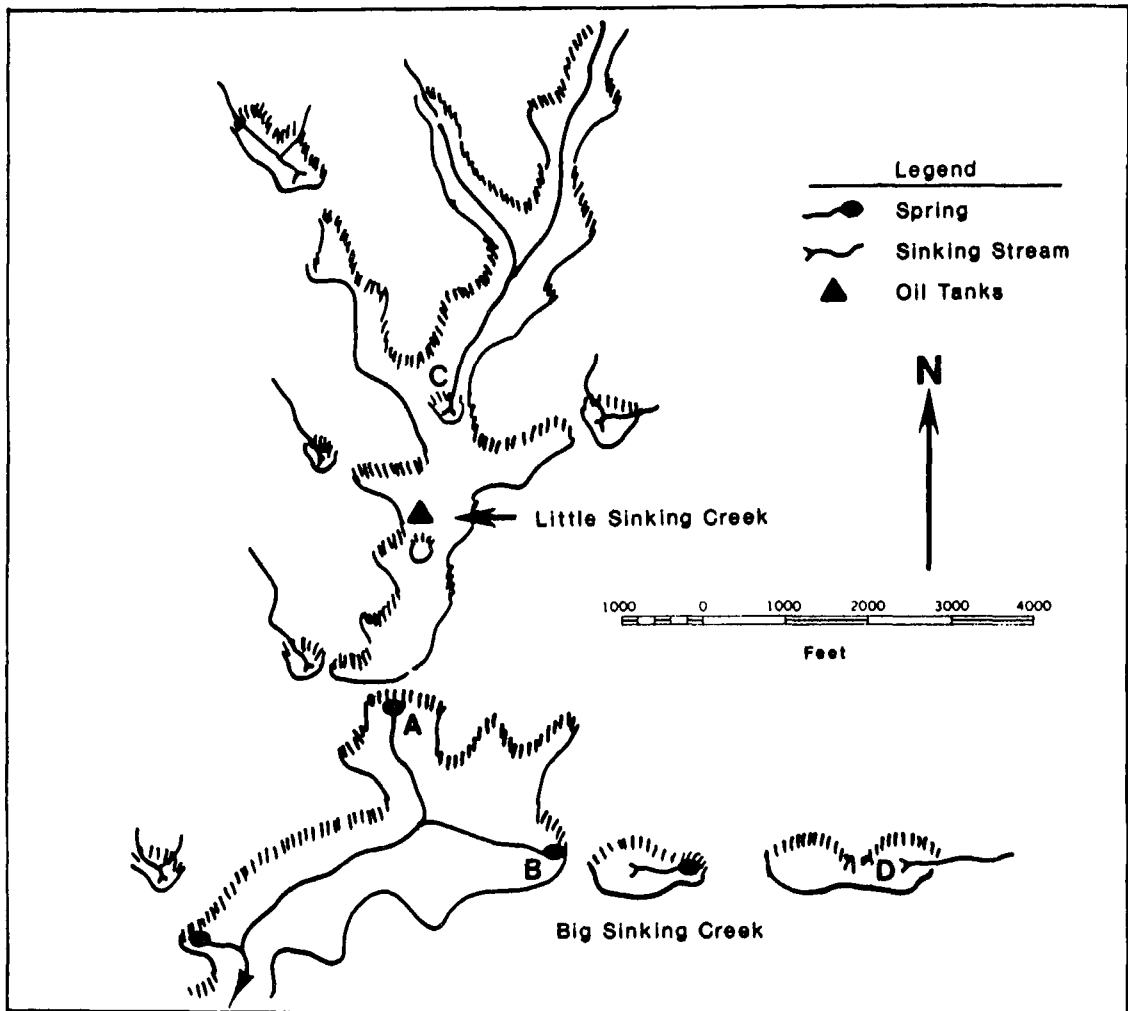 Legend
Spring
Sinking Stream
Oil Tanks
C
N
Little Sinking Creek
1000 0 1000 2000 3000 4000
Feet
A
B
D
Big Sinking Creek